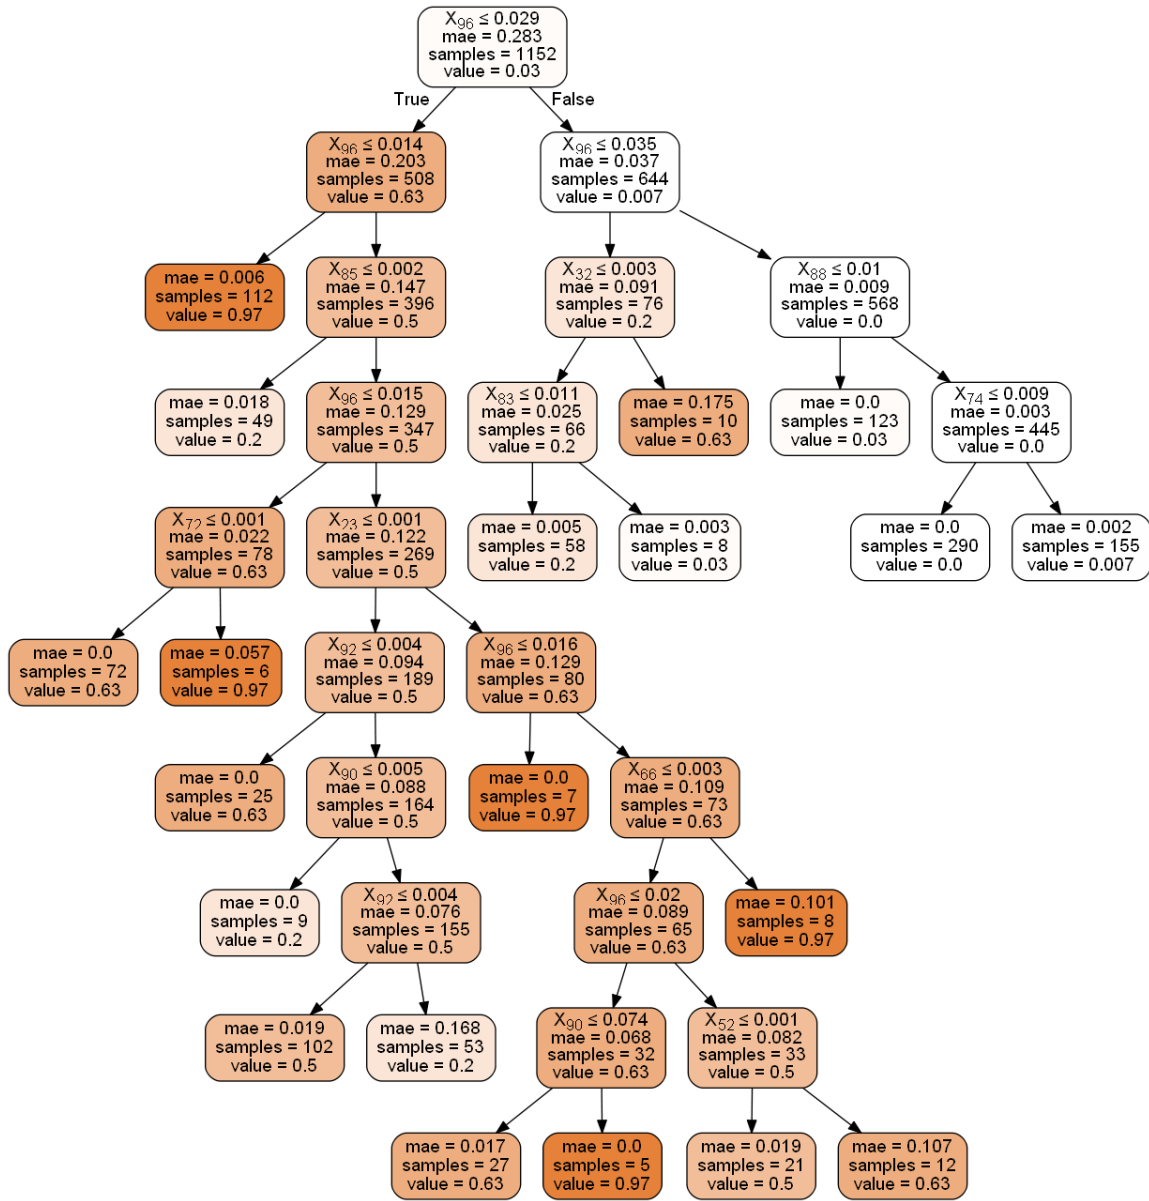 X96 ≤ 0.029
mae = 0.283
samples = 1152
value = 0.03
True
False
X96 ≤ 0.014
mae = 0.203
samples = 508
value = 0.63
X96 ≤ 0.035
mae = 0.037
samples = 644
value = 0.007
mae = 0.006
samples = 112
value = 0.97
X85 ≤ 0.002
mae = 0.147
samples = 396
value = 0.5
X32 ≤ 0.003
mae = 0.091
samples = 76
value = 0.2
X88 ≤ 0.01
mae = 0.009
samples = 568
value = 0.0
mae = 0.018
samples = 49
value = 0.2
X96 ≤ 0.015
mae = 0.129
samples = 347
value = 0.5
X83 ≤ 0.011
mae = 0.025
samples = 66
value = 0.2
mae = 0.175
samples = 10
value = 0.63
mae = 0.0
samples = 123
value = 0.03
X74 ≤ 0.009
mae = 0.003
samples = 445
value = 0.0
X72 ≤ 0.001
mae = 0.022
samples = 78
value = 0.63
X23 ≤ 0.001
mae = 0.122
samples = 269
value = 0.5
mae = 0.005
samples = 58
value = 0.2
mae = 0.003
samples = 8
value = 0.03
mae = 0.0
samples = 290
value = 0.0
mae = 0.002
samples = 155
value = 0.007
mae = 0.0
samples = 72
value = 0.63
mae = 0.057
samples = 6
value = 0.97
X92 ≤ 0.004
mae = 0.094
samples = 189
value = 0.5
X96 ≤ 0.016
mae = 0.129
samples = 80
value = 0.63
mae = 0.0
samples = 25
value = 0.63
X90 ≤ 0.005
mae = 0.088
samples = 164
value = 0.5
mae = 0.0
samples = 7
value = 0.97
X66 ≤ 0.003
mae = 0.109
samples = 73
value = 0.63
mae = 0.0
samples = 9
value = 0.2
X92 ≤ 0.004
mae = 0.076
samples = 155
value = 0.5
X96 ≤ 0.02
mae = 0.089
samples = 65
value = 0.63
mae = 0.101
samples = 8
value = 0.97
mae = 0.019
samples = 102
value = 0.5
mae = 0.168
samples = 53
value = 0.2
X90 ≤ 0.074
mae = 0.068
samples = 32
value = 0.63
X52 ≤ 0.001
mae = 0.082
samples = 33
value = 0.5
mae = 0.017
samples = 27
value = 0.63
mae = 0.0
samples = 5
value = 0.97
mae = 0.019
samples = 21
value = 0.5
mae = 0.107
samples = 12
value = 0.63